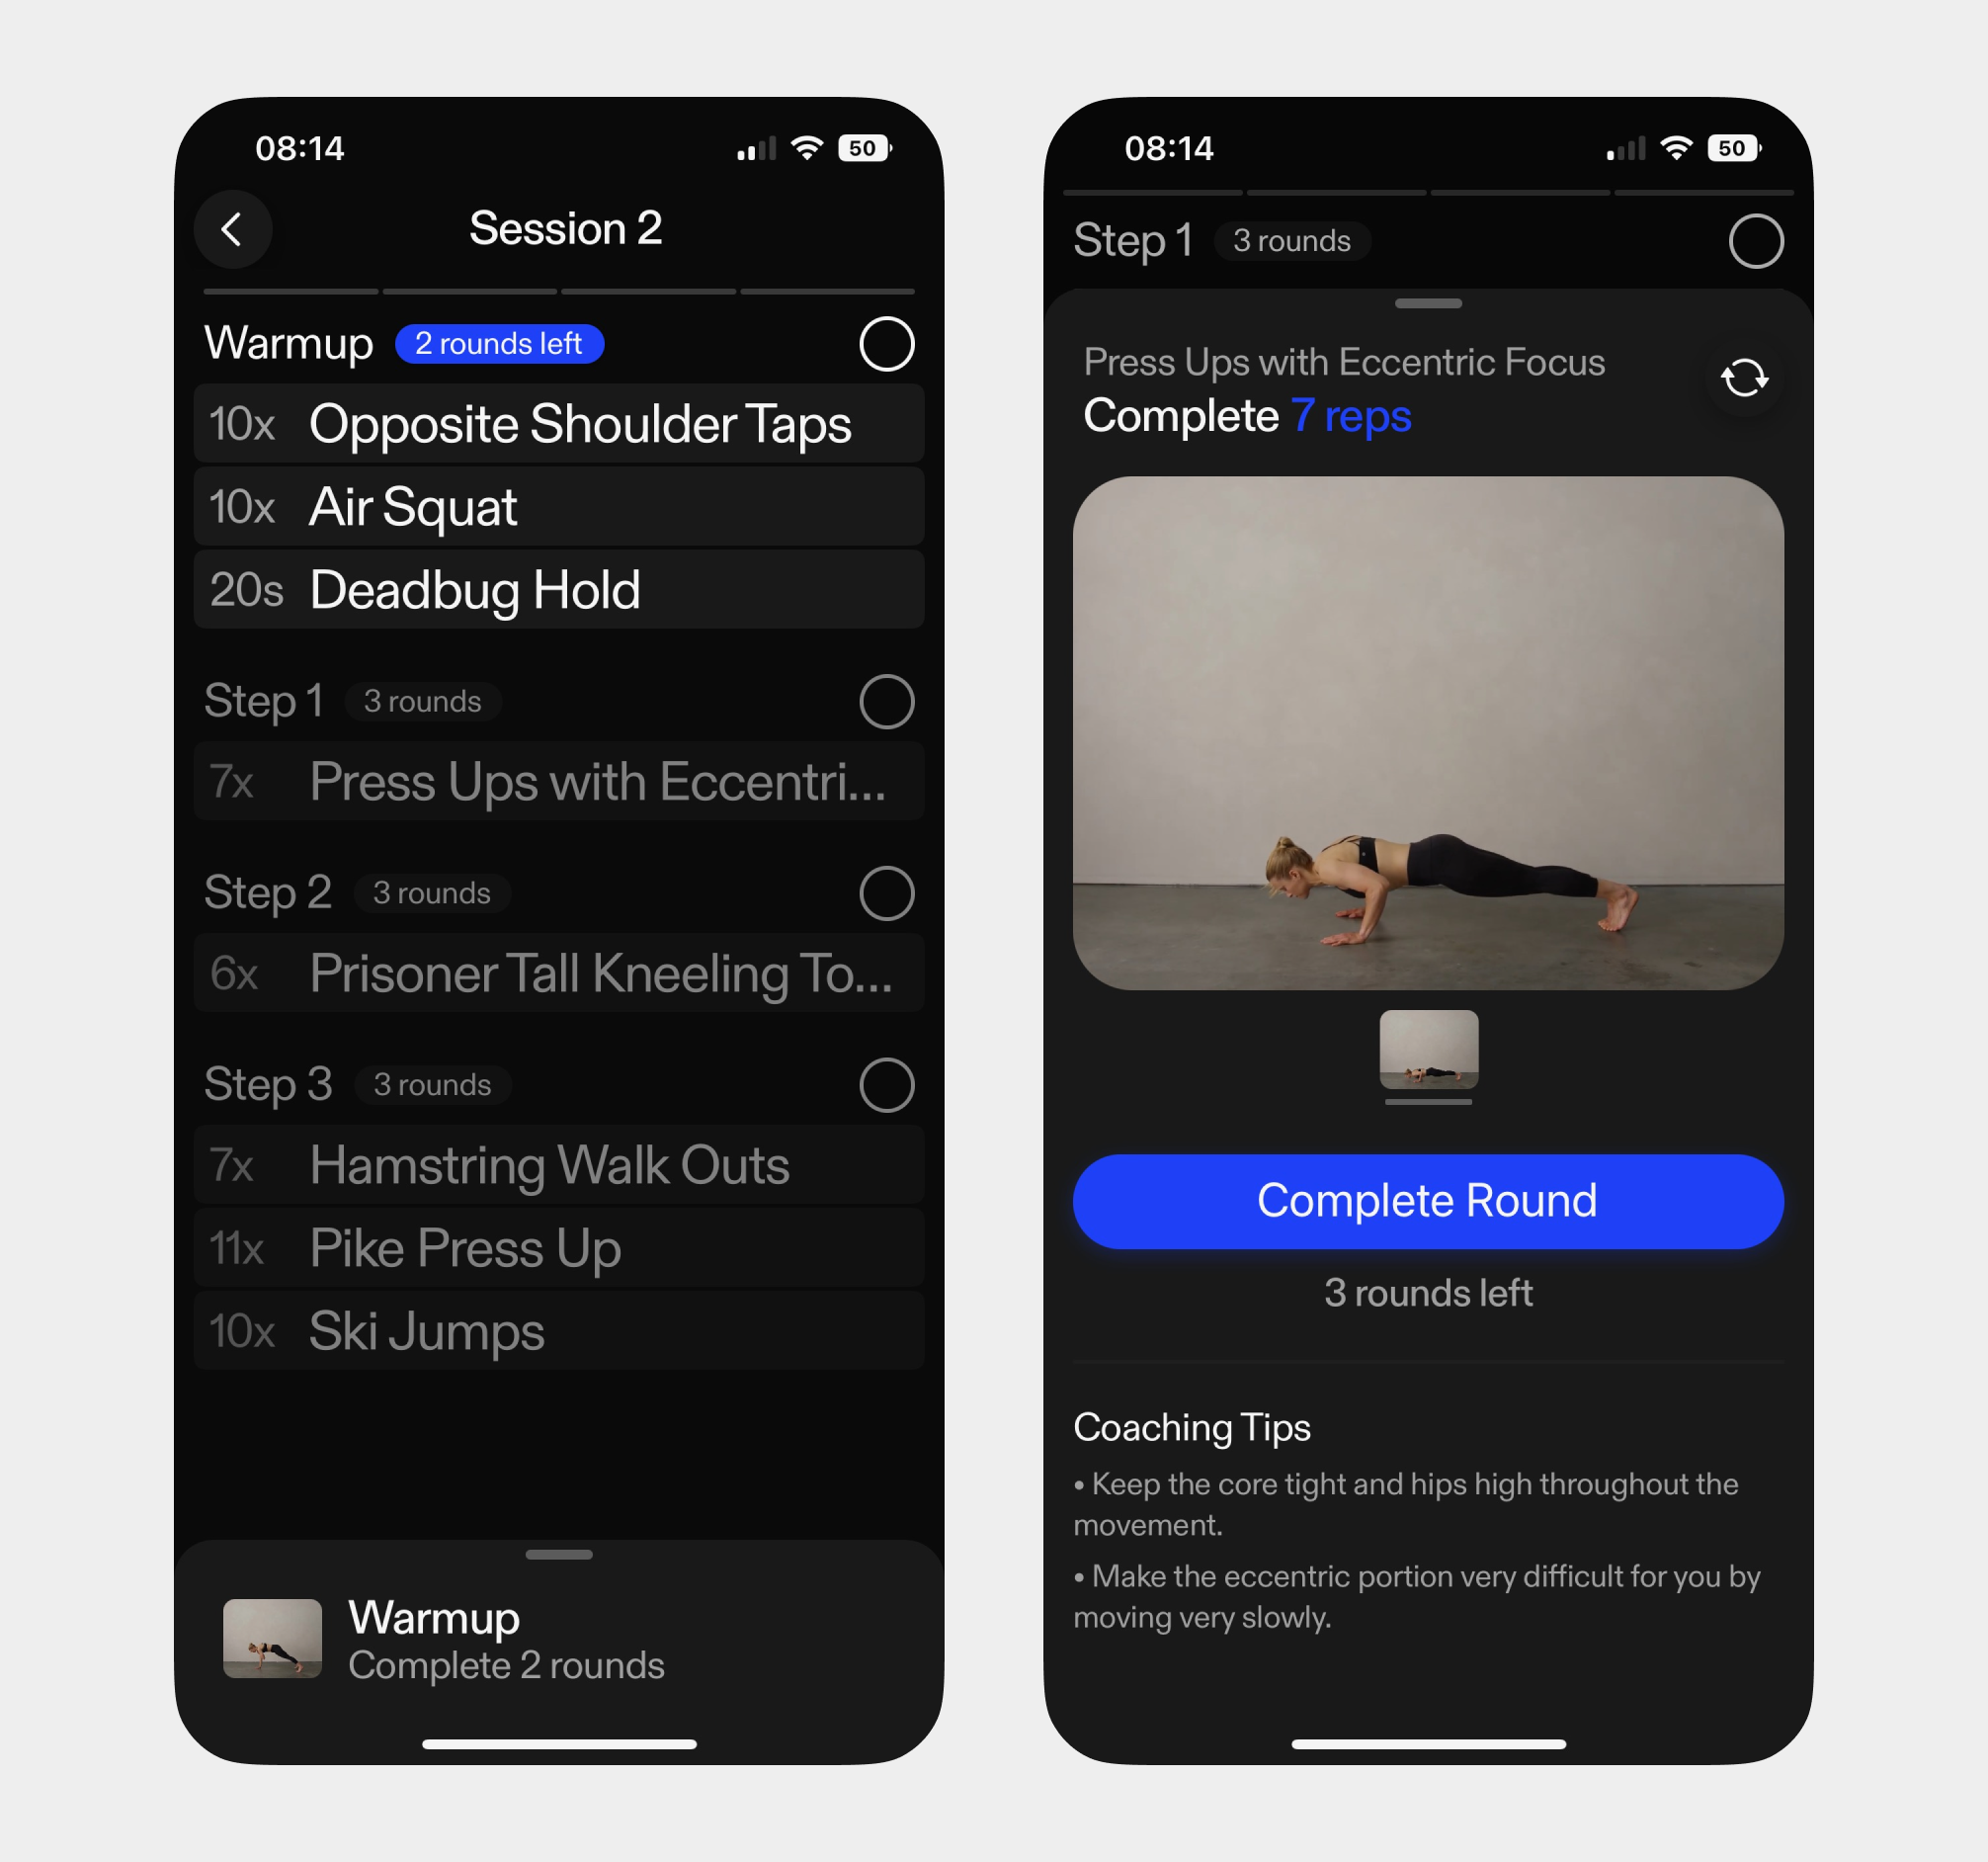 08:14
50
Session 2
Warmup 2 rounds left
10x Opposite Shoulder Taps
10x Air Squat
20s Deadbug Hold
Step 1 3 rounds
7x Press Ups with Eccentri...
Step 2 3 rounds
6x Prisoner Tall Kneeling To...
Step 3 3 rounds
7x Hamstring Walk Outs
11x Pike Press Up
10x Ski Jumps
Warmup
Complete 2 rounds
08:14
50
Step 1 3 rounds
Press Ups with Eccentric Focus
Complete 7 reps
Complete Round
3 rounds left
Coaching Tips
• Keep the core tight and hips high throughout the
movement.
• Make the eccentric portion very difficult for you by
moving very slowly.